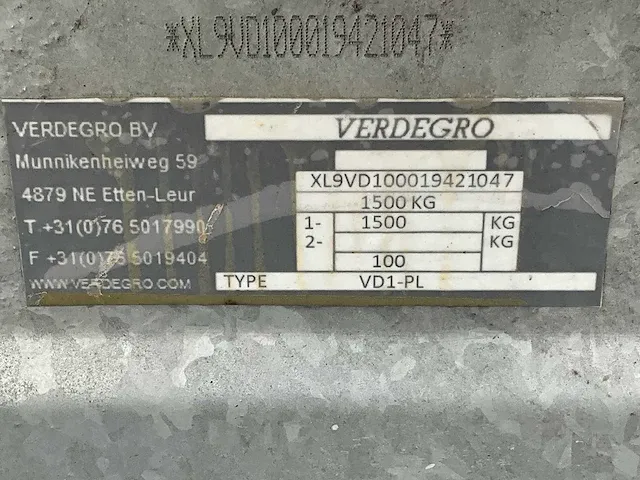 *XL9VD100019421047*
VERDEGRO BV
Munnikenheiweg 59
4879 NE Etten-Leur
T +31(0)76 5017990
F +31(0)76 5019404
WWW.VERDEGRO.COM
VERDEGRO
XL9VD100019421047
1500 KG
1- 1500 KG
2- KG
100
TYPE VD1-PL